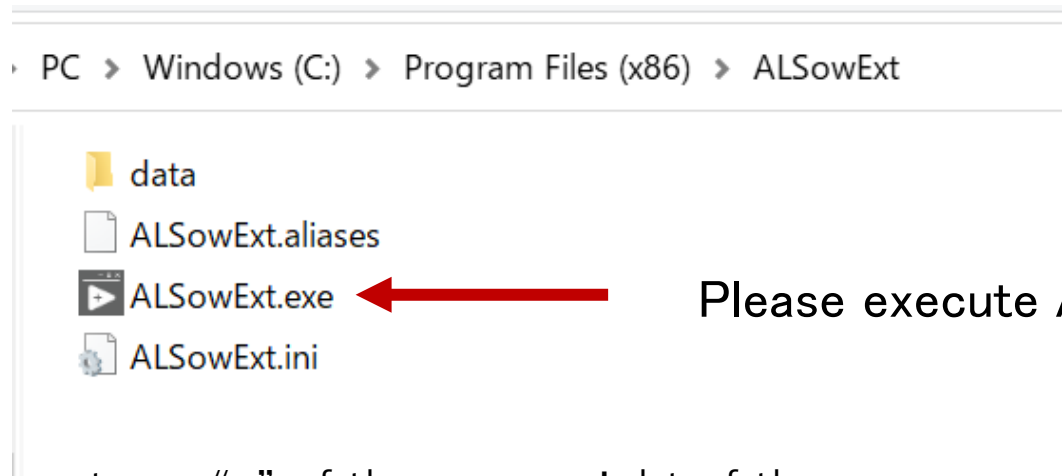 PC > Windows (C:) > Program Files (x86) > ALSowExt
data
ALSowExt.aliases
ALSowExt.exe
Please execute
ALSowExt.ini